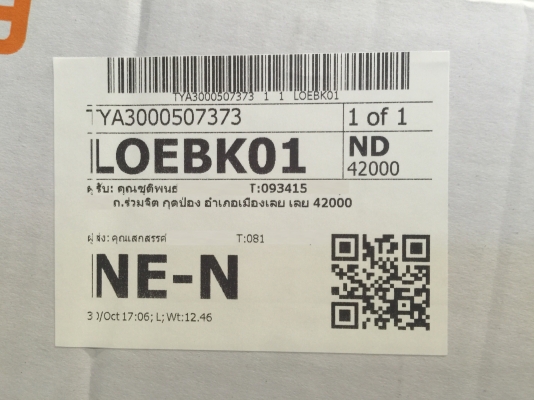 TYA3000507373 1 1 LOEBK01
TYA3000507373 1 of 1
LOEBK01 ND
42000
ผู้รับ: คุณชุติพนธ T:093415
ถ.ร่วมจิต กุดป่อง อำเภอเมืองเลย เลย 42000
ผู้ส่ง: คุณเสกสรรค์ T:081
NE-N
30/Oct 17:06; L; Wt:12.46